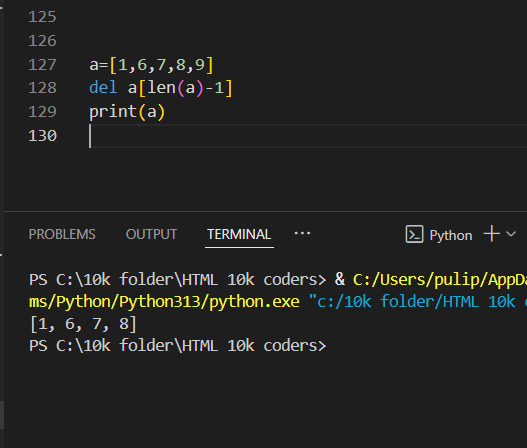 125
126
127 a=[1,6,7,8,9]
128 del a[len(a)-1]
129 print(a)
130
PROBLEMS OUTPUT TERMINAL ··· Python
PS C:\10k folder\HTML 10k coders> & C:/Users/pulip/AppDa
ms/Python/Python313/python.exe "c:/10k folder/HTML 10k c
[1, 6, 7, 8]
PS C:\10k folder\HTML 10k coders>